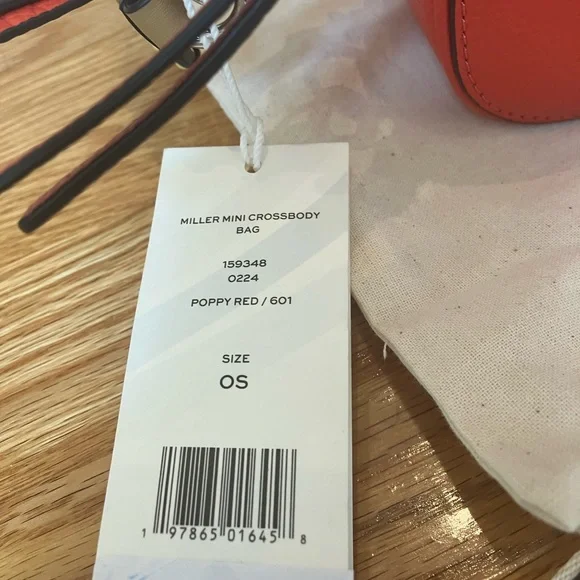 MILLER MINI CROSSBODY
BAG
159348
0224
POPPY RED / 601
SIZE
OS
1 97865 01645 8